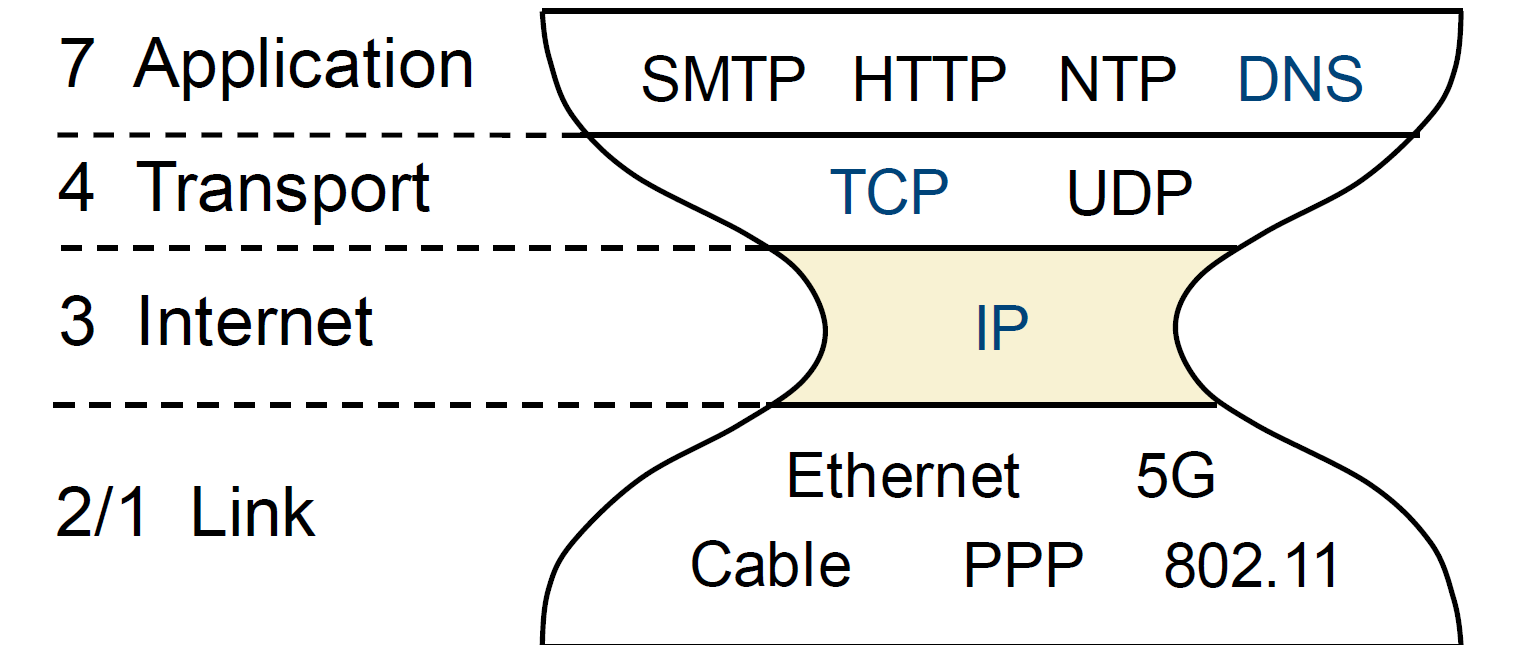 7 Application SMTP HTTP NTP DNS
4 Transport TCP UDP
3 Internet IP
Ethernet 5G
2/1 Link
Cable PPP 802.11